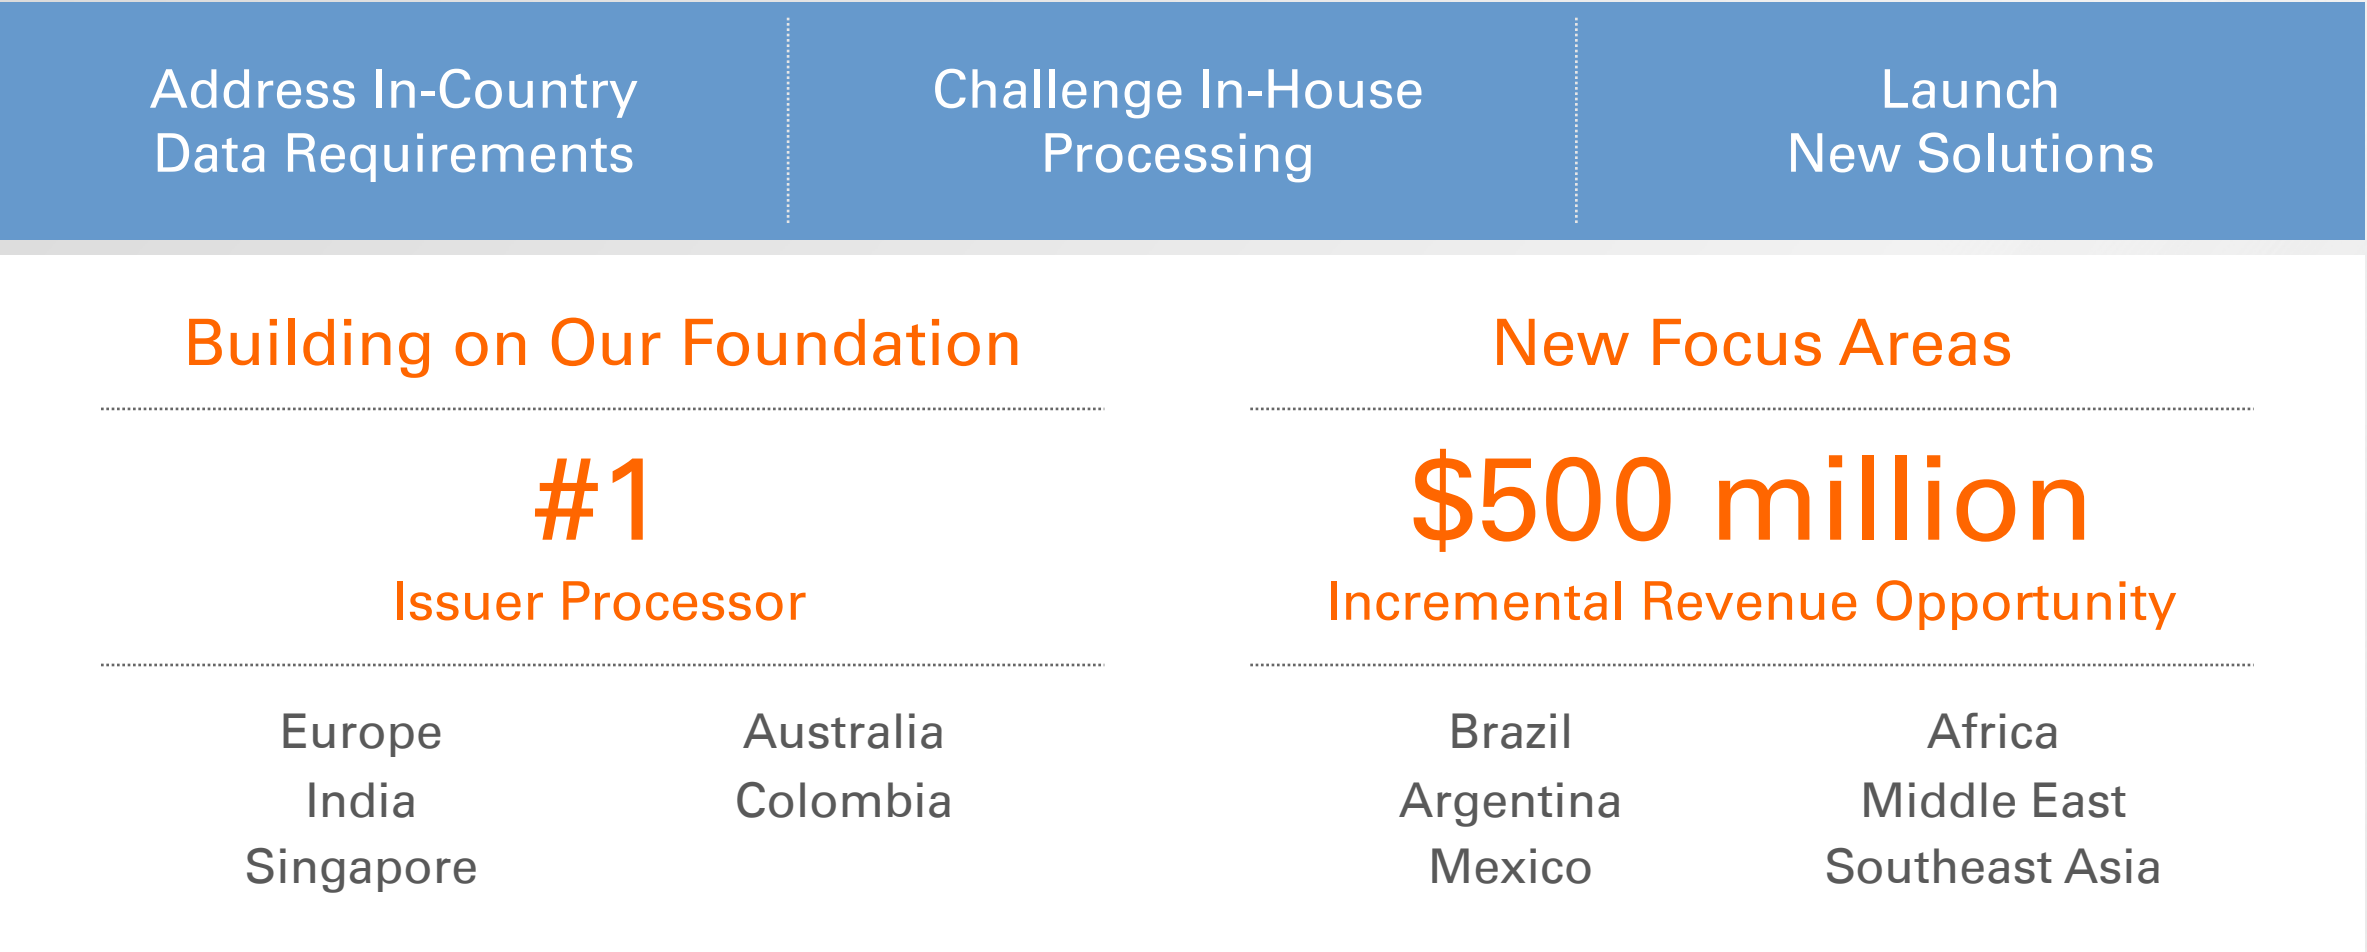 Address In-Country
Data Requirements
Challenge In-House
Processing
Launch
New Solutions
Building on Our Foundation
#1
Issuer Processor
Europe
India
Singapore
Australia
Colombia
New Focus Areas
$500 million
Incremental Revenue Opportunity
Brazil
Argentina
Mexico
Africa
Middle East
Southeast Asia